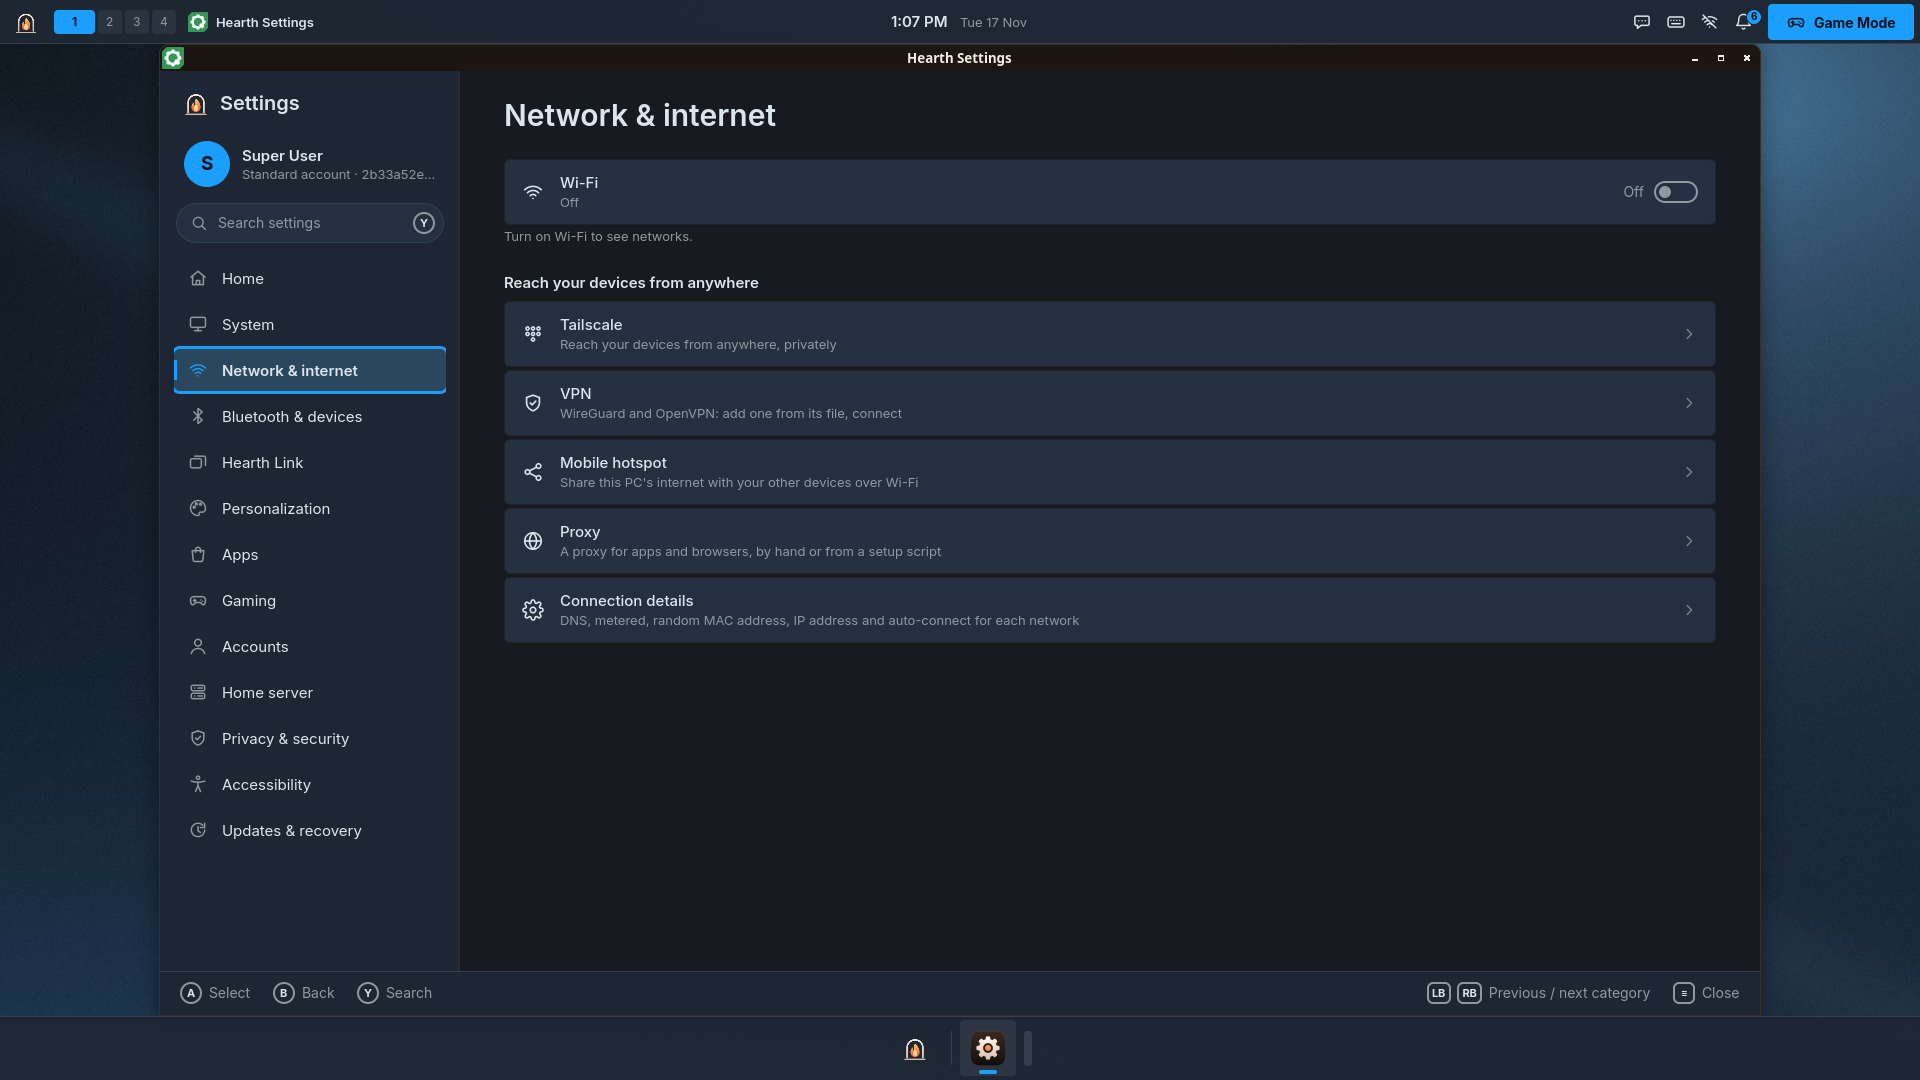 1 2 3 4 Hearth Settings 1:07 PM Tue 17 Nov 6 Game Mode
Hearth Settings
Settings
S
Super User
Standard account · 2b33a52e...
Search settings Y
Home
System
Network & internet
Bluetooth & devices
Hearth Link
Personalization
Apps
Gaming
Accounts
Home server
Privacy & security
Accessibility
Updates & recovery
Network & internet
Wi-Fi
Off
Off
Turn on Wi-Fi to see networks.
Reach your devices from anywhere
Tailscale
Reach your devices from anywhere, privately
VPN
WireGuard and OpenVPN: add one from its file, connect
Mobile hotspot
Share this PC's internet with your other devices over Wi-Fi
Proxy
A proxy for apps and browsers, by hand or from a setup script
Connection details
DNS, metered, random MAC address, IP address and auto-connect for each network
A Select B Back Y Search LB RB Previous / next category Close